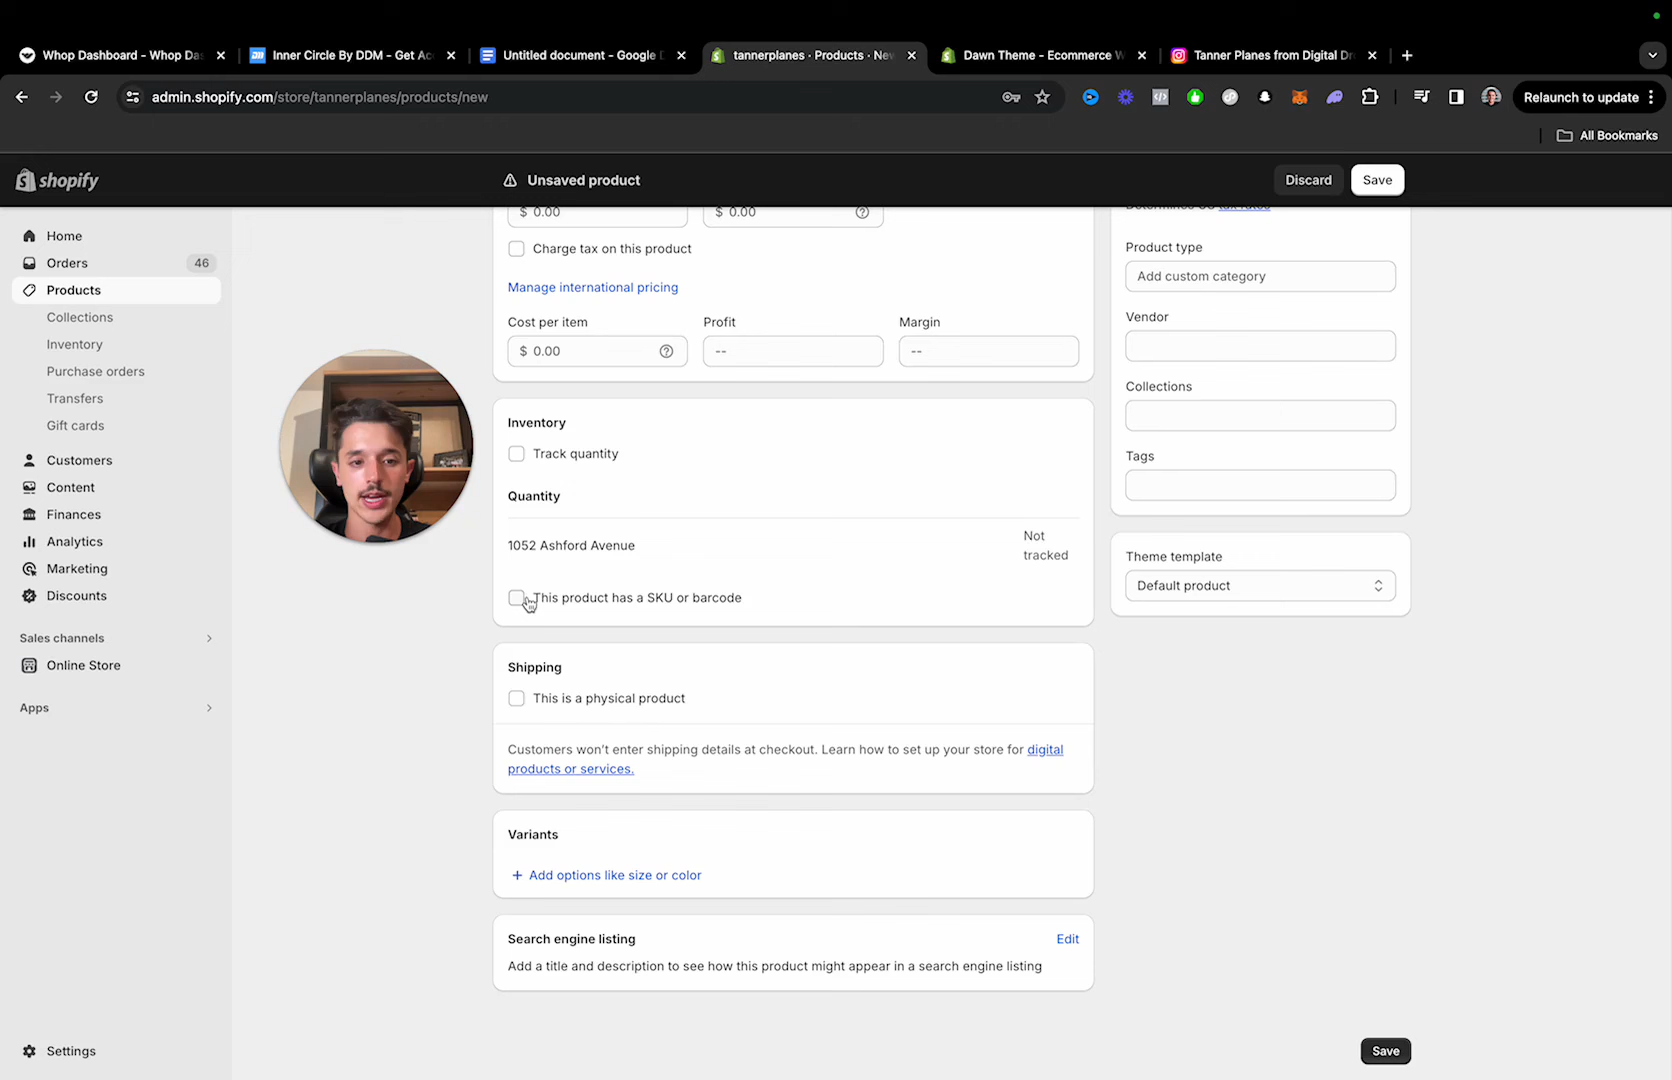 Whop Dashboard - Whop Da
Inner Circle By DDM - Get Ac
Untitled document - Google D
tannerplanes · Products · New
Dawn Theme - Ecommerce W
Tanner Planes from Digital Dr
admin.shopify.com/store/tannerplanes/products/new
Relaunch to update
All Bookmarks
shopify
Unsaved product
Discard
Save
Home
Orders
46
Products
Collections
Inventory
Purchase orders
Transfers
Gift cards
Customers
Content
Finances
Analytics
Marketing
Discounts
Sales channels
Online Store
Apps
Settings
$ 0.00
$ 0.00
Charge tax on this product
Manage international pricing
Cost per item
Profit
Margin
$ 0.00
--
--
Inventory
Track quantity
Quantity
1052 Ashford Avenue
Not
tracked
This product has a SKU or barcode
Shipping
This is a physical product
Customers won't enter shipping details at checkout. Learn how to set up your store for digital
products or services.
Variants
+ Add options like size or color
Search engine listing
Edit
Add a title and description to see how this product might appear in a search engine listing
Determines US tax rates
Product type
Add custom category
Vendor
Collections
Tags
Theme template
Default product
Save